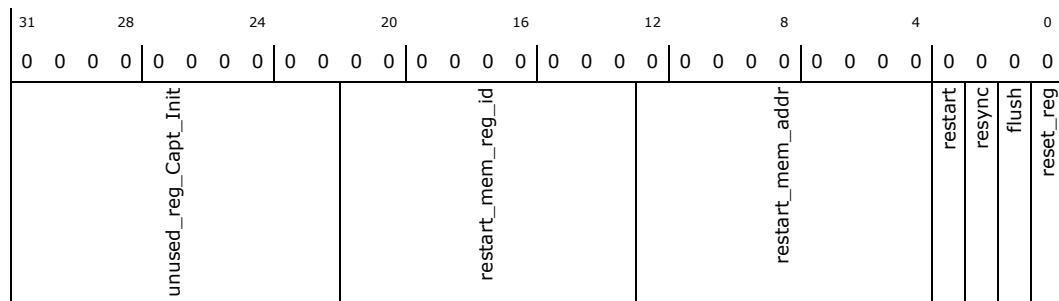 31 28 24 20 16 12 8 4 0
0 0 0 0 0 0 0 0 0 0 0 0 0 0 0 0 0 0 0 0 0 0 0 0 0 0 0 0 0 0 0 0
unused_reg_Capt_Init
restart_mem_reg_id
restart_mem_addr
restart
resync
flush
reset_reg